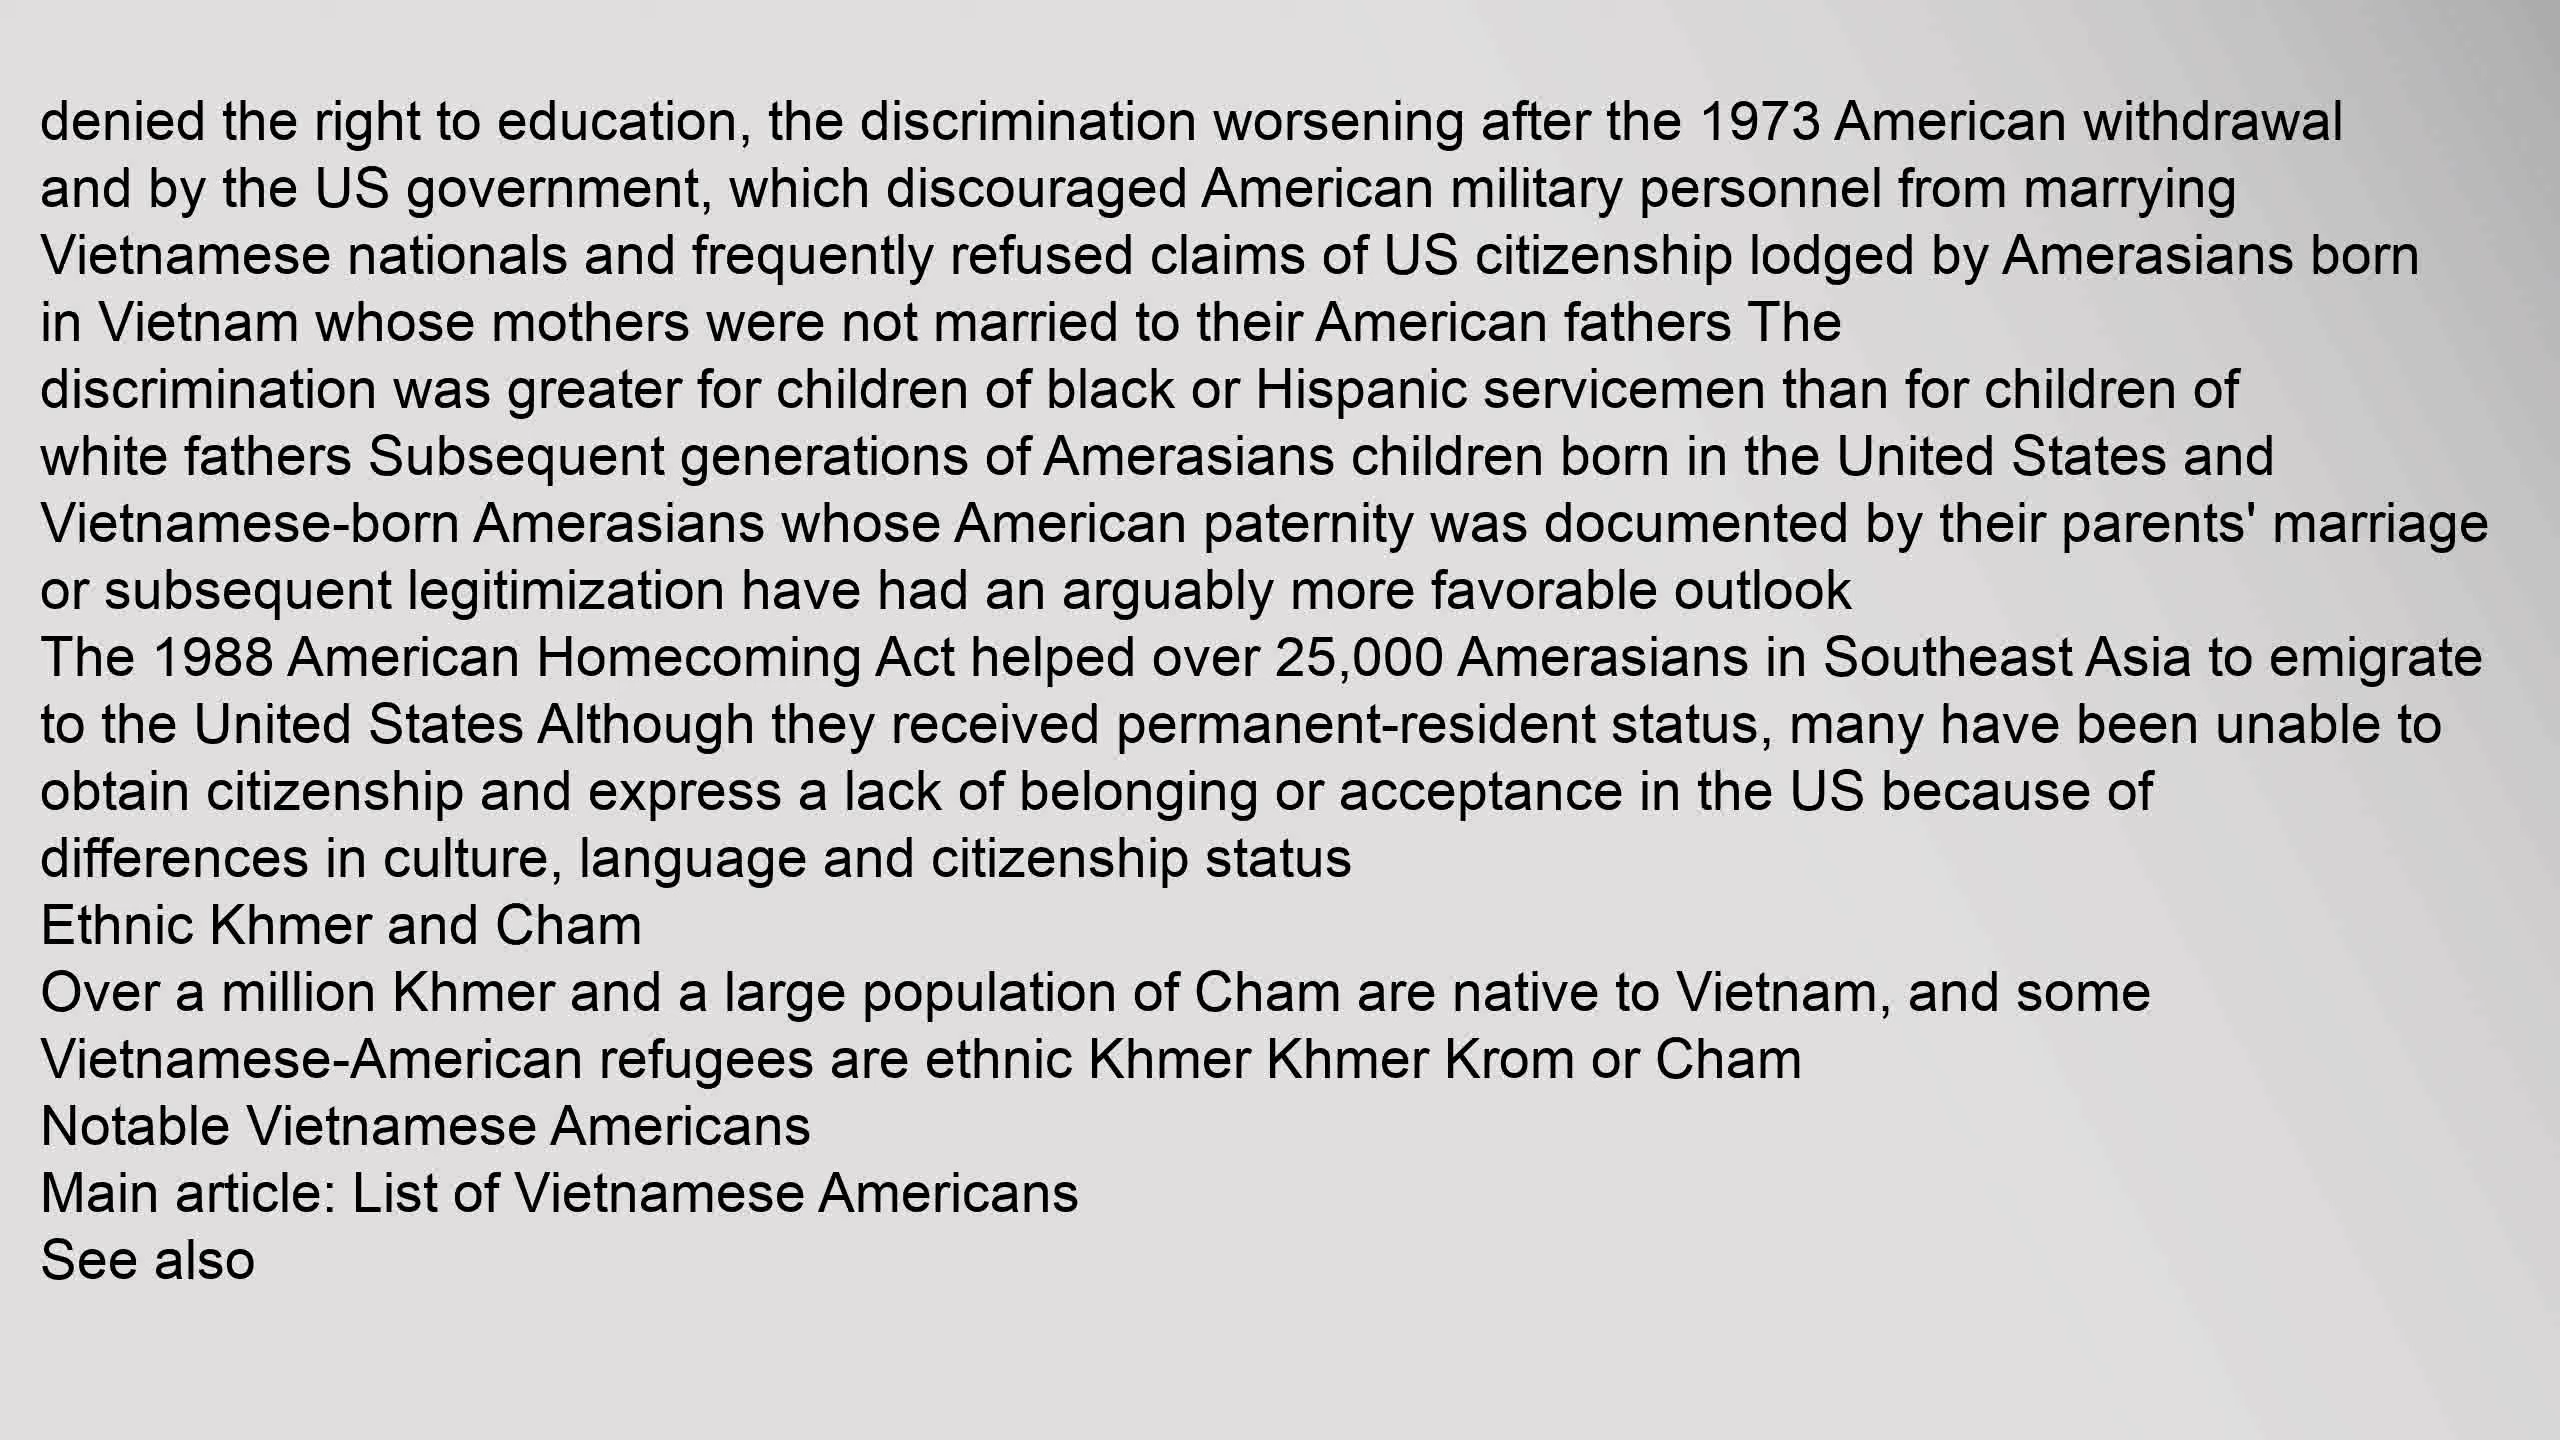 denied the right to education, the discrimination worsening after the 1973 American withdrawal
and by the US government, which discouraged American military personnel from marrying
Vietnamese nationals and frequently refused claims of US citizenship lodged by Amerasians born
in Vietnam whose mothers were not married to their American fathers The
discrimination was greater for children of black or Hispanic servicemen than for children of
white fathers Subsequent generations of Amerasians children born in the United States and
Vietnamese-born Amerasians whose American paternity was documented by their parents' marriage
or subsequent legitimization have had an arguably more favorable outlook
The 1988 American Homecoming Act helped over 25,000 Amerasians in Southeast Asia to emigrate
to the United States Although they received permanent-resident status, many have been unable to
obtain citizenship and express a lack of belonging or acceptance in the US because of
differences in culture, language and citizenship status
Ethnic Khmer and Cham
Over a million Khmer and a large population of Cham are native to Vietnam, and some
Vietnamese-American refugees are ethnic Khmer Khmer Krom or Cham
Notable Vietnamese Americans
Main article: List of Vietnamese Americans
See also